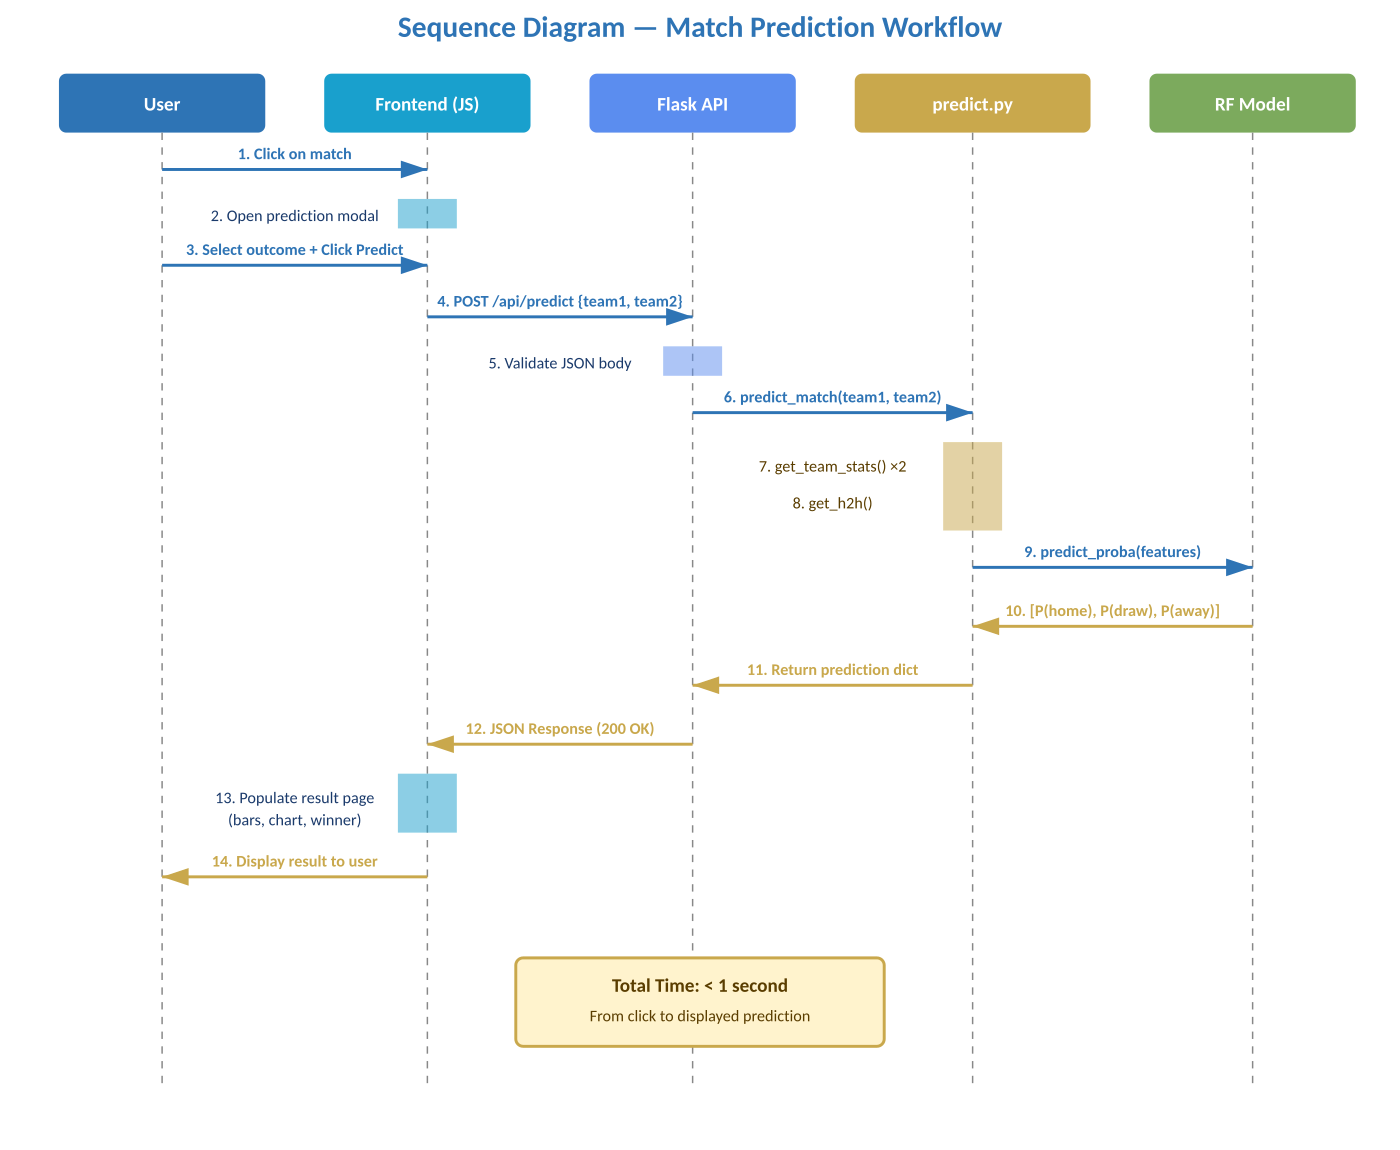 Sequence Diagram — Match Prediction Workflow
User
Frontend (JS)
Flask API
predict.py
RF Model
1. Click on match
2. Open prediction modal
3. Select outcome + Click Predict
4. POST /api/predict {team1, team2}
5. Validate JSON body
6. predict_match(team1, team2)
7. get_team_stats() ×2
8. get_h2h()
9. predict_proba(features)
10. [P(home), P(draw), P(away)]
11. Return prediction dict
12. JSON Response (200 OK)
13. Populate result page
(bars, chart, winner)
14. Display result to user
Total Time: < 1 second
From click to displayed prediction